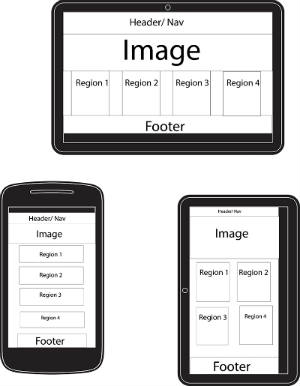 Header/ Nav
Image
Region 1 Region 2 Region 3 Region 4
Footer
Header/ Nav
Image
Region 1
Region 2
Region 3
Region 4
Footer
Header/ Nav
Image
Region 1 Region 2
Region 3 Region 4
Footer